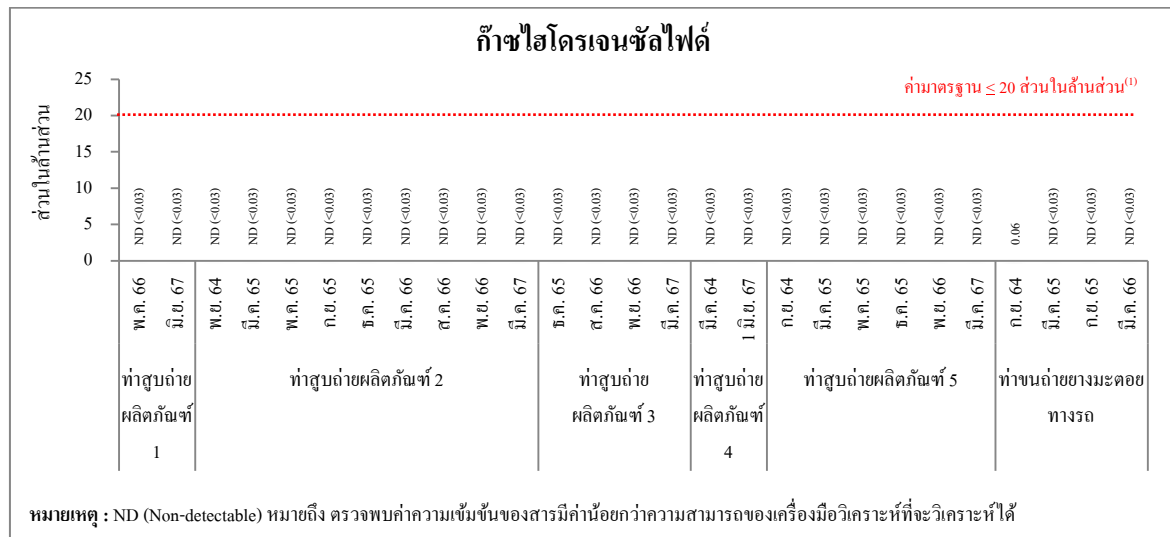 ก๊าซไฮโดรเจนซัลไฟด์
ค่ามาตรฐาน ≤ 20 ส่วนในล้านส่วน(1)
ส่วนในล้านส่วน
25
20
15
10
5
0
ND (<0.03) ND (<0.03) ND (<0.03) ND (<0.03) ND (<0.03) ND (<0.03) ND (<0.03) ND (<0.03) ND (<0.03) ND (<0.03) ND (<0.03) ND (<0.03) ND (<0.03) ND (<0.03) ND (<0.03) ND (<0.03) ND (<0.03) ND (<0.03) ND (<0.03) ND (<0.03) ND (<0.03) ND (<0.03) ND (<0.03) 0.06 ND (<0.03) ND (<0.03) ND (<0.03)
พ.ค. 66 มิ.ย. 67 พ.ย. 64 มี.ค. 65 พ.ค. 65 ก.ย. 65 ธ.ค. 65 มี.ค. 66 ส.ค. 66 พ.ย. 66 มี.ค. 67 ธ.ค. 65 ส.ค. 66 พ.ย. 66 มี.ค. 67 มี.ค. 64 1 มิ.ย. 67 ก.ย. 64 มี.ค. 65 พ.ค. 65 ธ.ค. 65 พ.ย. 66 มี.ค. 67 ก.ย. 64 มี.ค. 65 ก.ย. 65 มี.ค. 66
ท่าสูบถ่าย
ผลิตภัณฑ์
1
ท่าสูบถ่ายผลิตภัณฑ์ 2
ท่าสูบถ่าย
ผลิตภัณฑ์ 3
ท่าสูบถ่าย
ผลิตภัณฑ์
4
ท่าสูบถ่ายผลิตภัณฑ์ 5
ท่าขนถ่ายยางมะตอย
ทางรถ
หมายเหตุ : ND (Non-detectable) หมายถึง ตรวจพบค่าความเข้มข้นของสารมีค่าน้อยกว่าความสามารถของเครื่องมือวิเคราะห์ที่จะวิเคราะห์ได้